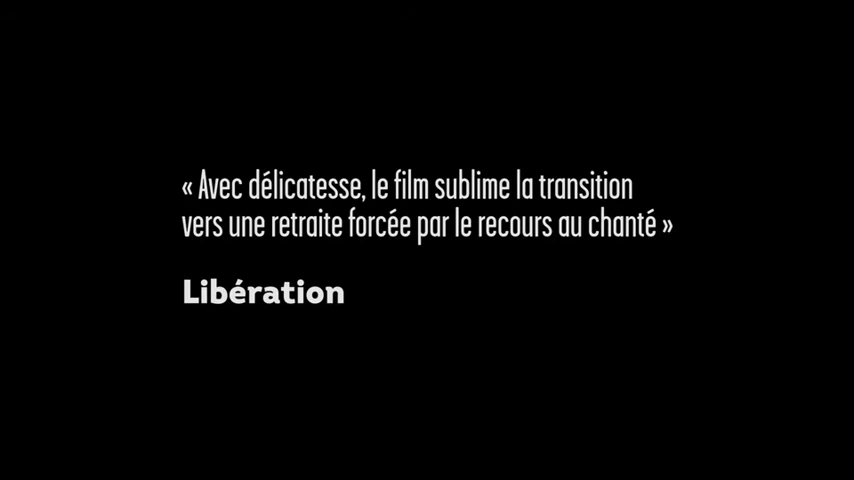 « Avec délicatesse, le film sublime la transition
vers une retraite forcée par le recours au chanté »
Libération